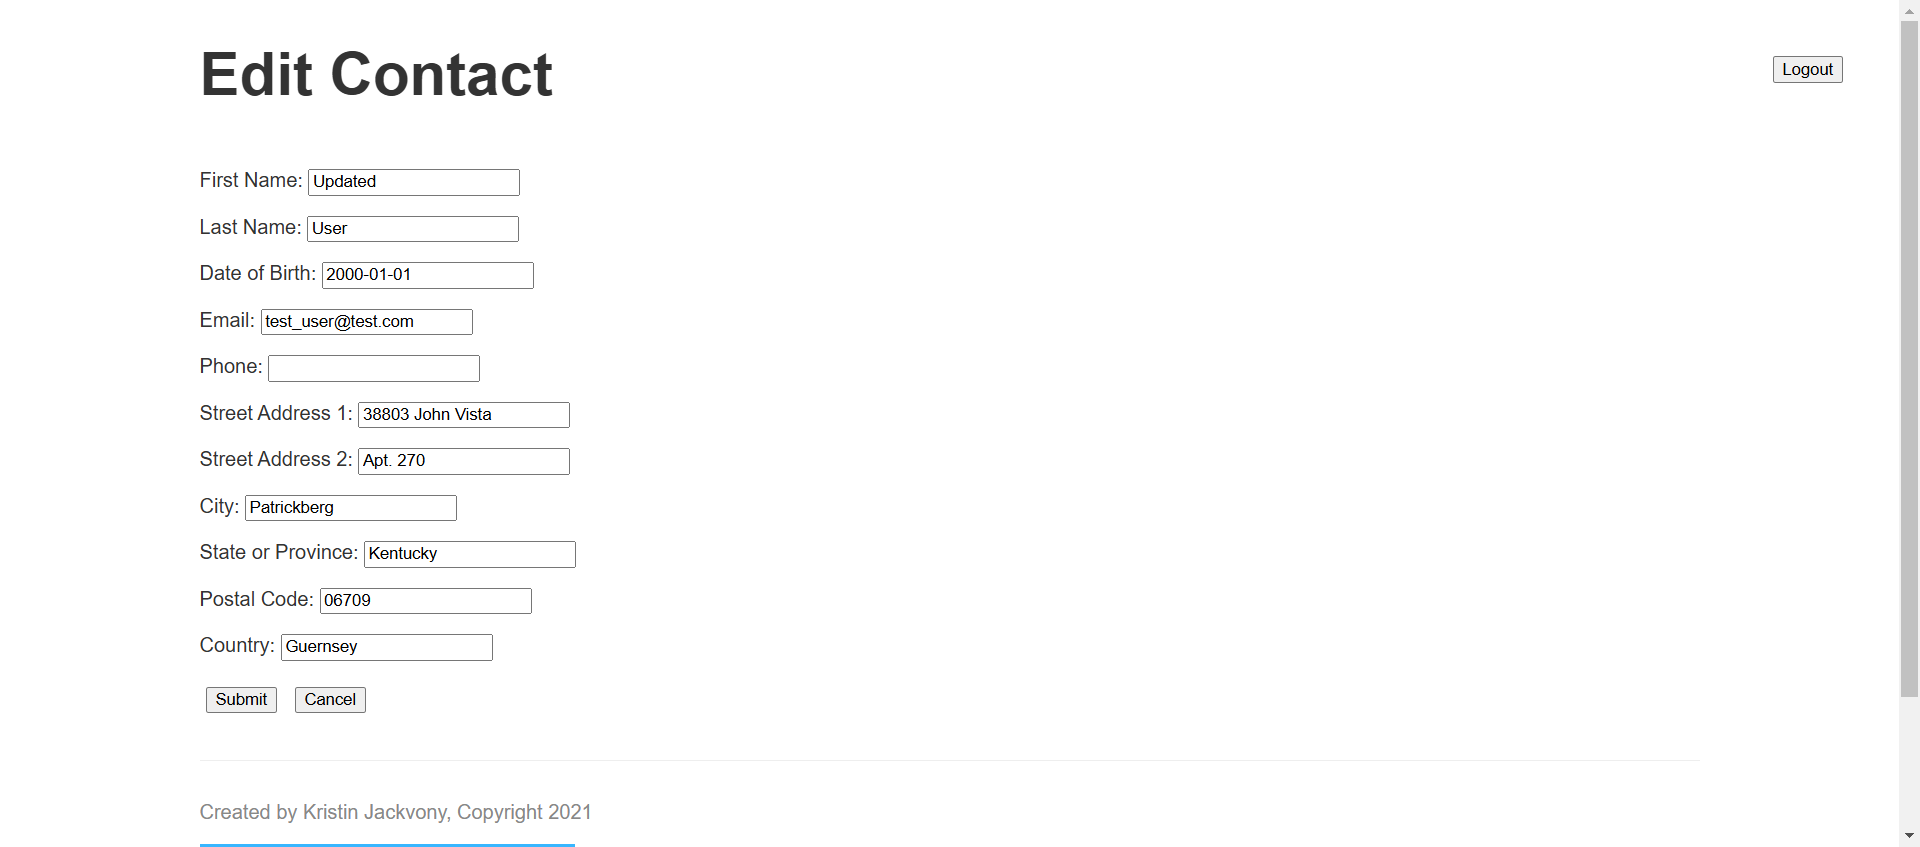 Edit Contact
Logout
First Name: Updated
Last Name: User
Date of Birth: 2000-01-01
Email: test_user@test.com
Phone:
Street Address 1: 38803 John Vista
Street Address 2: Apt. 270
City: Patrickberg
State or Province: Kentucky
Postal Code: 06709
Country: Guernsey
Submit Cancel
Created by Kristin Jackvony, Copyright 2021